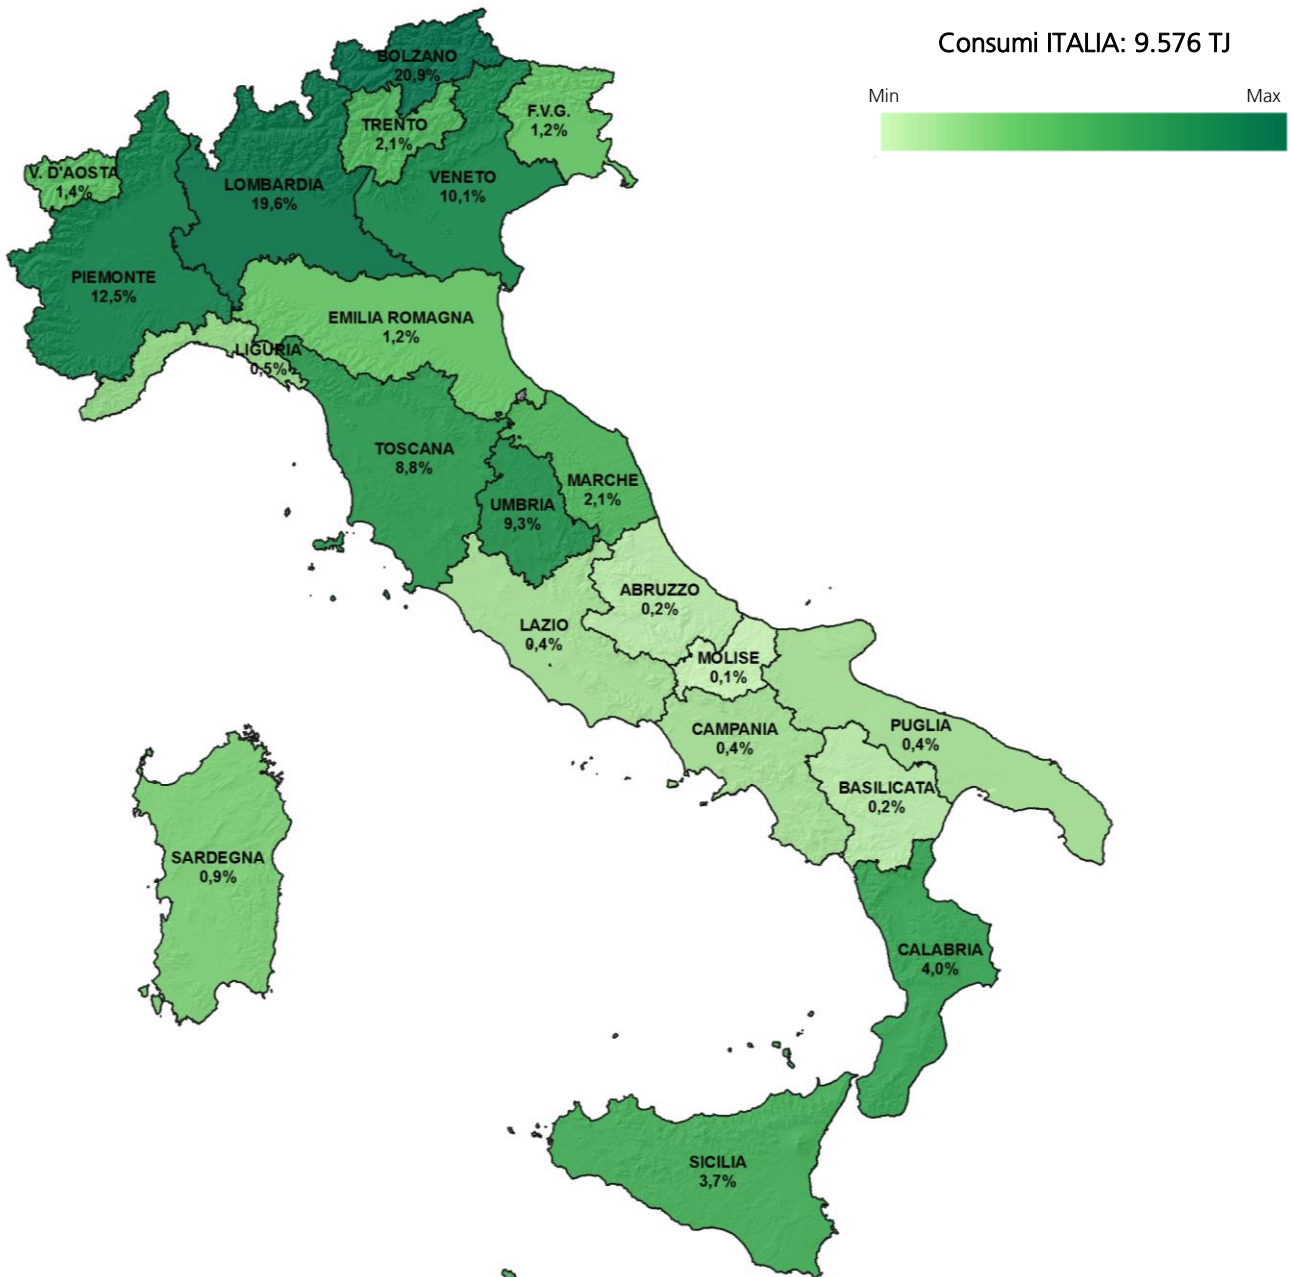 Consumi ITALIA: 9.576 TJ
Min
Max
BOLZANO
20,9%
TRENTO
2,1%
F.V.G.
1,2%
V. D'AOSTA
1,4%
LOMBARDIA
19,6%
VENETO
10,1%
PIEMONTE
12,5%
EMILIA ROMAGNA
1,2%
LIGURIA
0,5%
TOSCANA
8,8%
MARCHE
2,1%
UMBRIA
9,3%
ABRUZZO
0,2%
LAZIO
0,4%
MOLISE
0,1%
CAMPANIA
0,4%
PUGLIA
0,4%
BASILICATA
0,2%
SARDEGNA
0,9%
CALABRIA
4,0%
SICILIA
3,7%